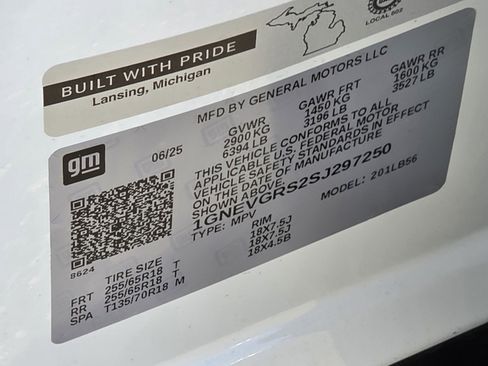 BUILT WITH PRIDE
Lansing, Michigan
LOCAL 602
gm
06/25
MFD BY GENERAL MOTORS LLC
GVWR GAWR FRT GAWR RR
2900 KG 1450 KG 1600 KG
6394 LB 3196 LB 3527 LB
THIS VEHICLE CONFORMS TO ALL
APPLICABLE U.S. FEDERAL MOTOR
VEHICLE SAFETY STANDARDS IN EFFECT
ON THE DATE OF MANUFACTURE
SHOWN ABOVE.
1GNEVGRS2SJ297250
TYPE: MPV MODEL: 201LB56
8624
TIRE SIZE RIM
FRT 255/65R18 T 18X7.5J
RR 255/65R18 T 18X7.5J
SPA T135/70R18 M 18X4.5B